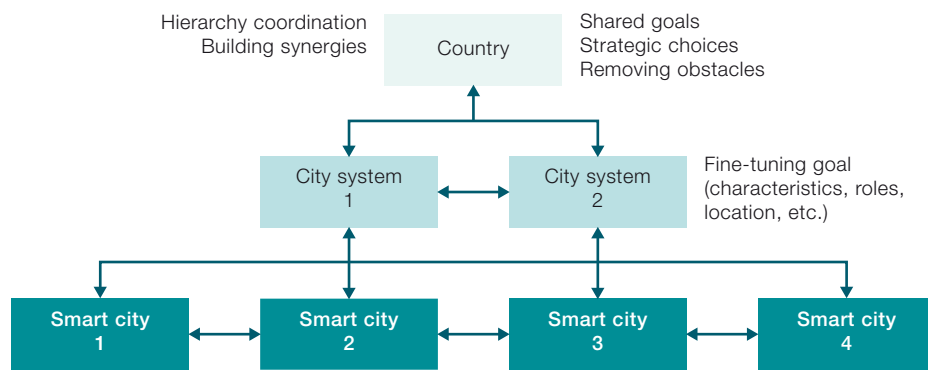 Hierarchy coordination
Building synergies
Country
Shared goals
Strategic choices
Removing obstacles
City system
1
City system
2
Fine-tuning goal
(characteristics, roles,
location, etc.)
Smart city
1
Smart city
2
Smart city
3
Smart city
4